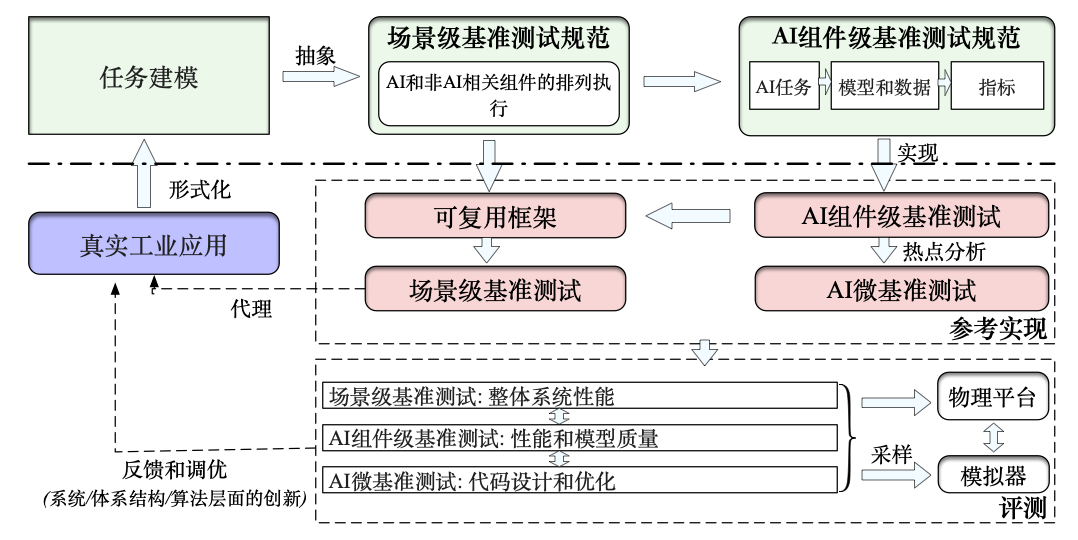 任务建模
抽象
场景级基准测试规范
AI和非AI相关组件的排列执
行
AI组件级基准测试规范
AI任务
模型和数据
指标
形式化
实现
真实工业应用
可复用框架
AI组件级基准测试
热点分析
场景级基准测试
AI微基准测试
代理
参考实现
场景级基准测试: 整体系统性能
AI组件级基准测试: 性能和模型质量
AI微基准测试: 代码设计和优化
物理平台
采样
模拟器
评测
反馈和调优
(系统/体系结构/算法层面的创新)